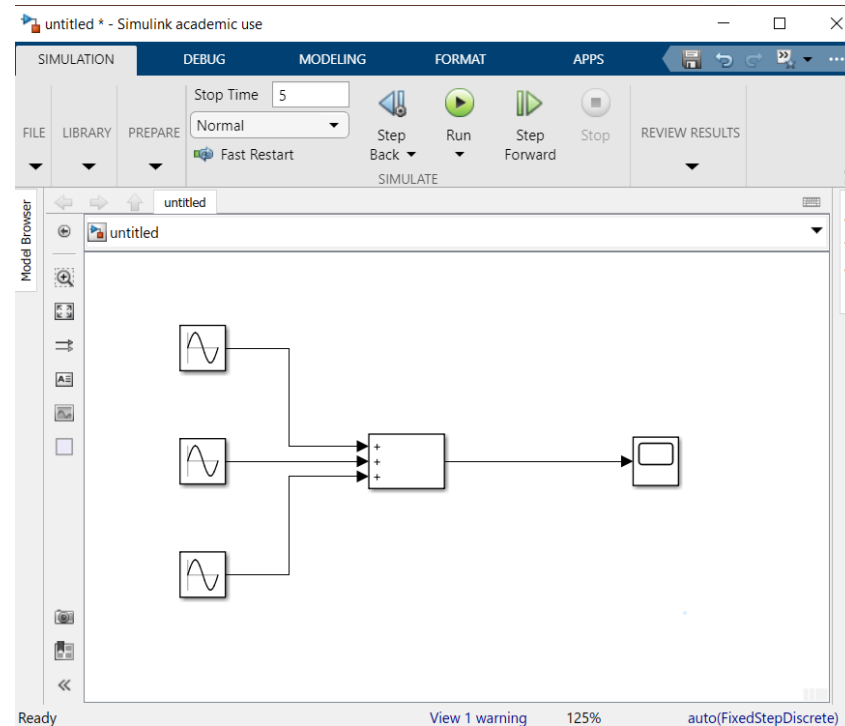 untitled * - Simulink academic use
SIMULATION DEBUG MODELING FORMAT APPS
Stop Time 5
Normal
Fast Restart
FILE LIBRARY PREPARE
Step Back
Run
Step Forward
Stop
REVIEW RESULTS
SIMULATE
Model Browser
untitled
untitled
A
+
+
+
Ready View 1 warning 125% auto(FixedStepDiscrete)